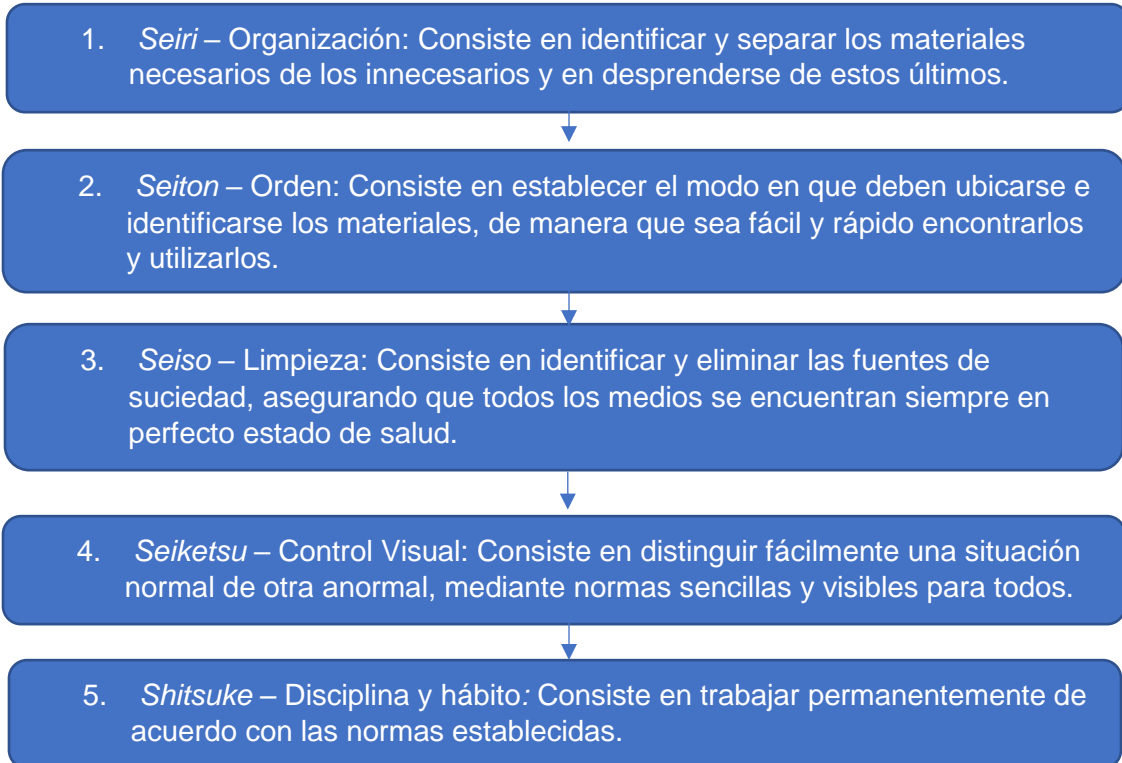 1. Seiri – Organización: Consiste en identificar y separar los materiales
necesarios de los innecesarios y en desprenderse de estos últimos.
2. Seiton – Orden: Consiste en establecer el modo en que deben ubicarse e
identificarse los materiales, de manera que sea fácil y rápido encontrarlos
y utilizarlos.
3. Seiso – Limpieza: Consiste en identificar y eliminar las fuentes de
suciedad, asegurando que todos los medios se encuentran siempre en
perfecto estado de salud.
4. Seiketsu – Control Visual: Consiste en distinguir fácilmente una situación
normal de otra anormal, mediante normas sencillas y visibles para todos.
5. Shitsuke – Disciplina y hábito: Consiste en trabajar permanentemente de
acuerdo con las normas establecidas.